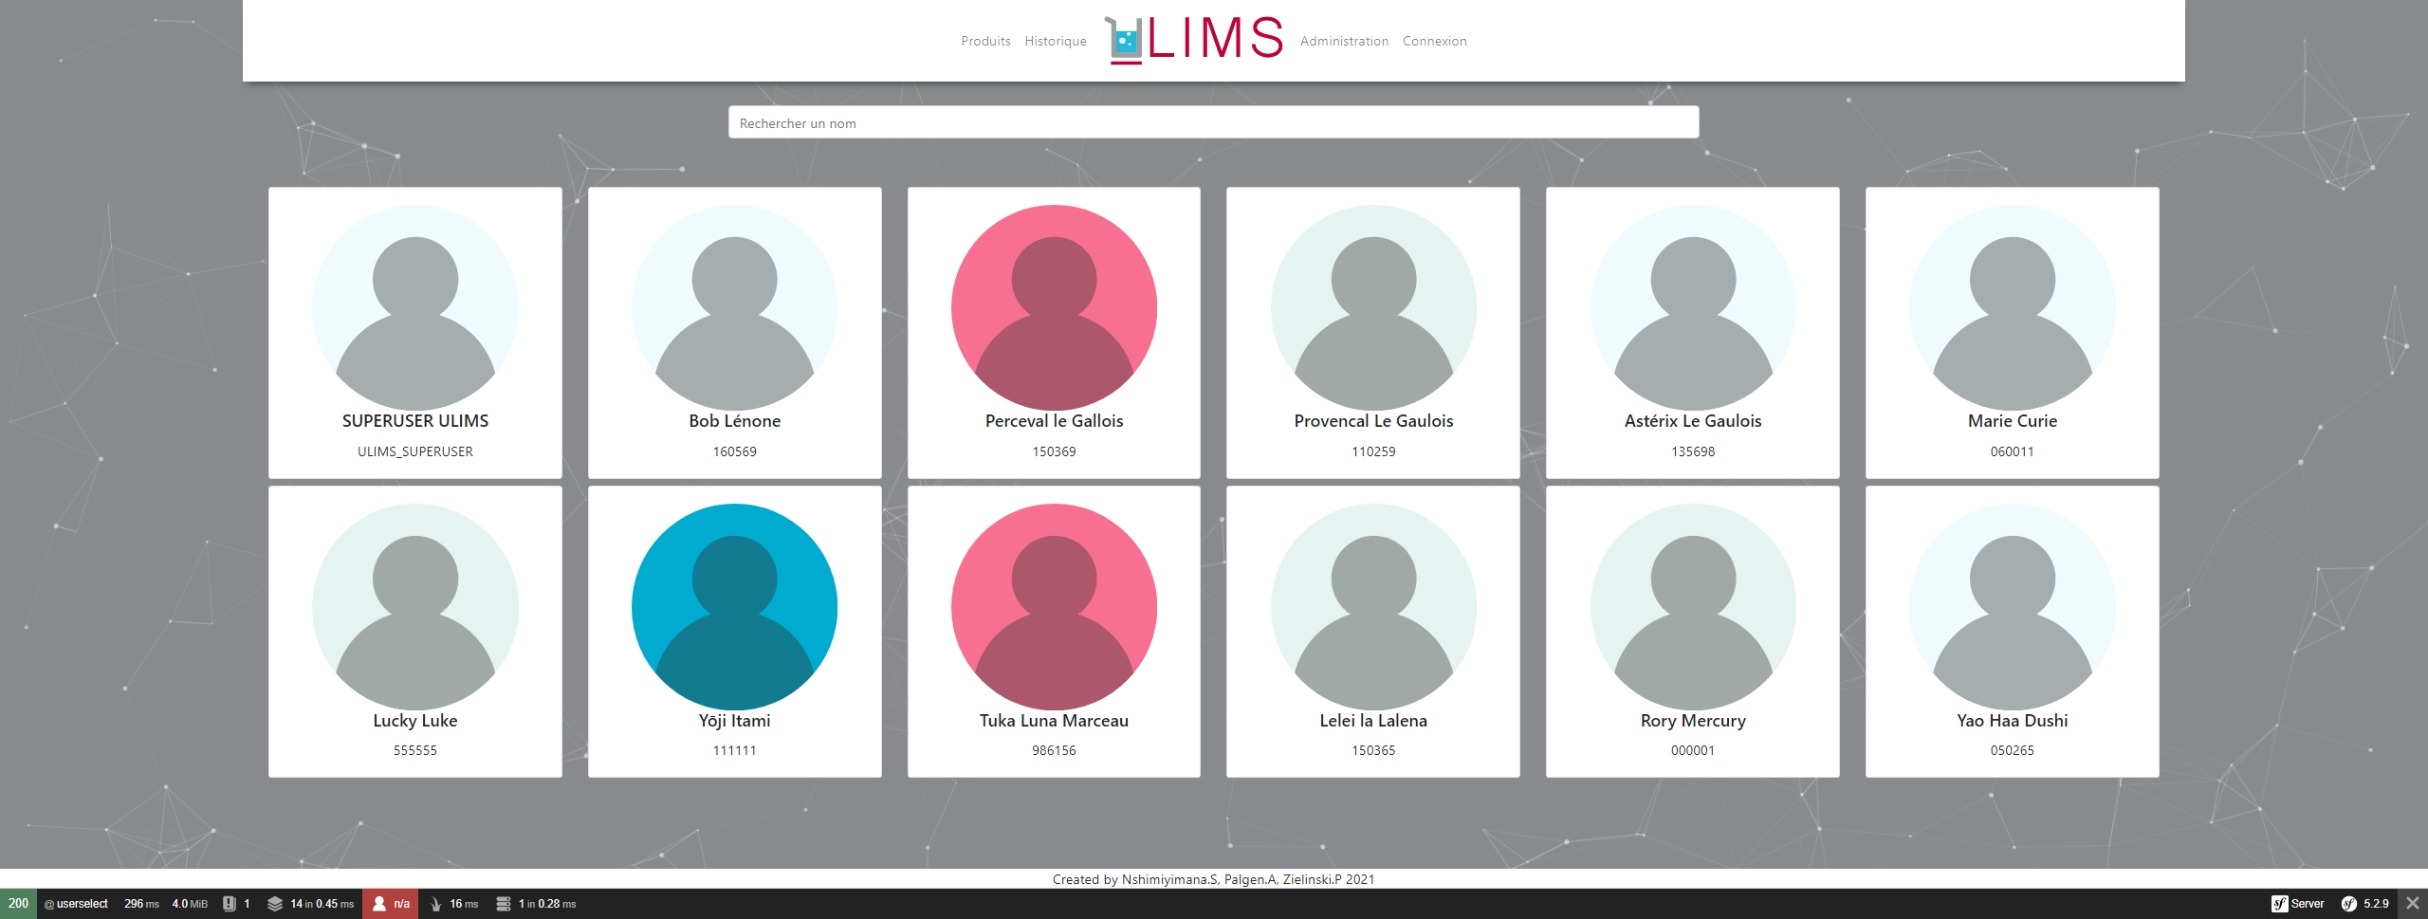 Produits Historique LIMS Administration Connexion
Rechercher un nom
SUPERUSER ULIMS
ULIMS_SUPERUSER
Bob Lénone
160569
Perceval le Gallois
150369
Provencal Le Gaulois
110259
Astérix Le Gaulois
135698
Marie Curie
060011
Lucky Luke
555555
Yōji Itami
111111
Tuka Luna Marceau
986156
Lelei la Lalena
150365
Rory Mercury
000001
Yao Haa Dushi
050265
Created by Nshimiyimana.S, Palgen.A, Zielinski.P 2021
200 @ userselect 296 ms 4.0 MiB 1 14 in 0.45 ms n/a 16 ms 1 in 0.28 ms Server 5.2.9